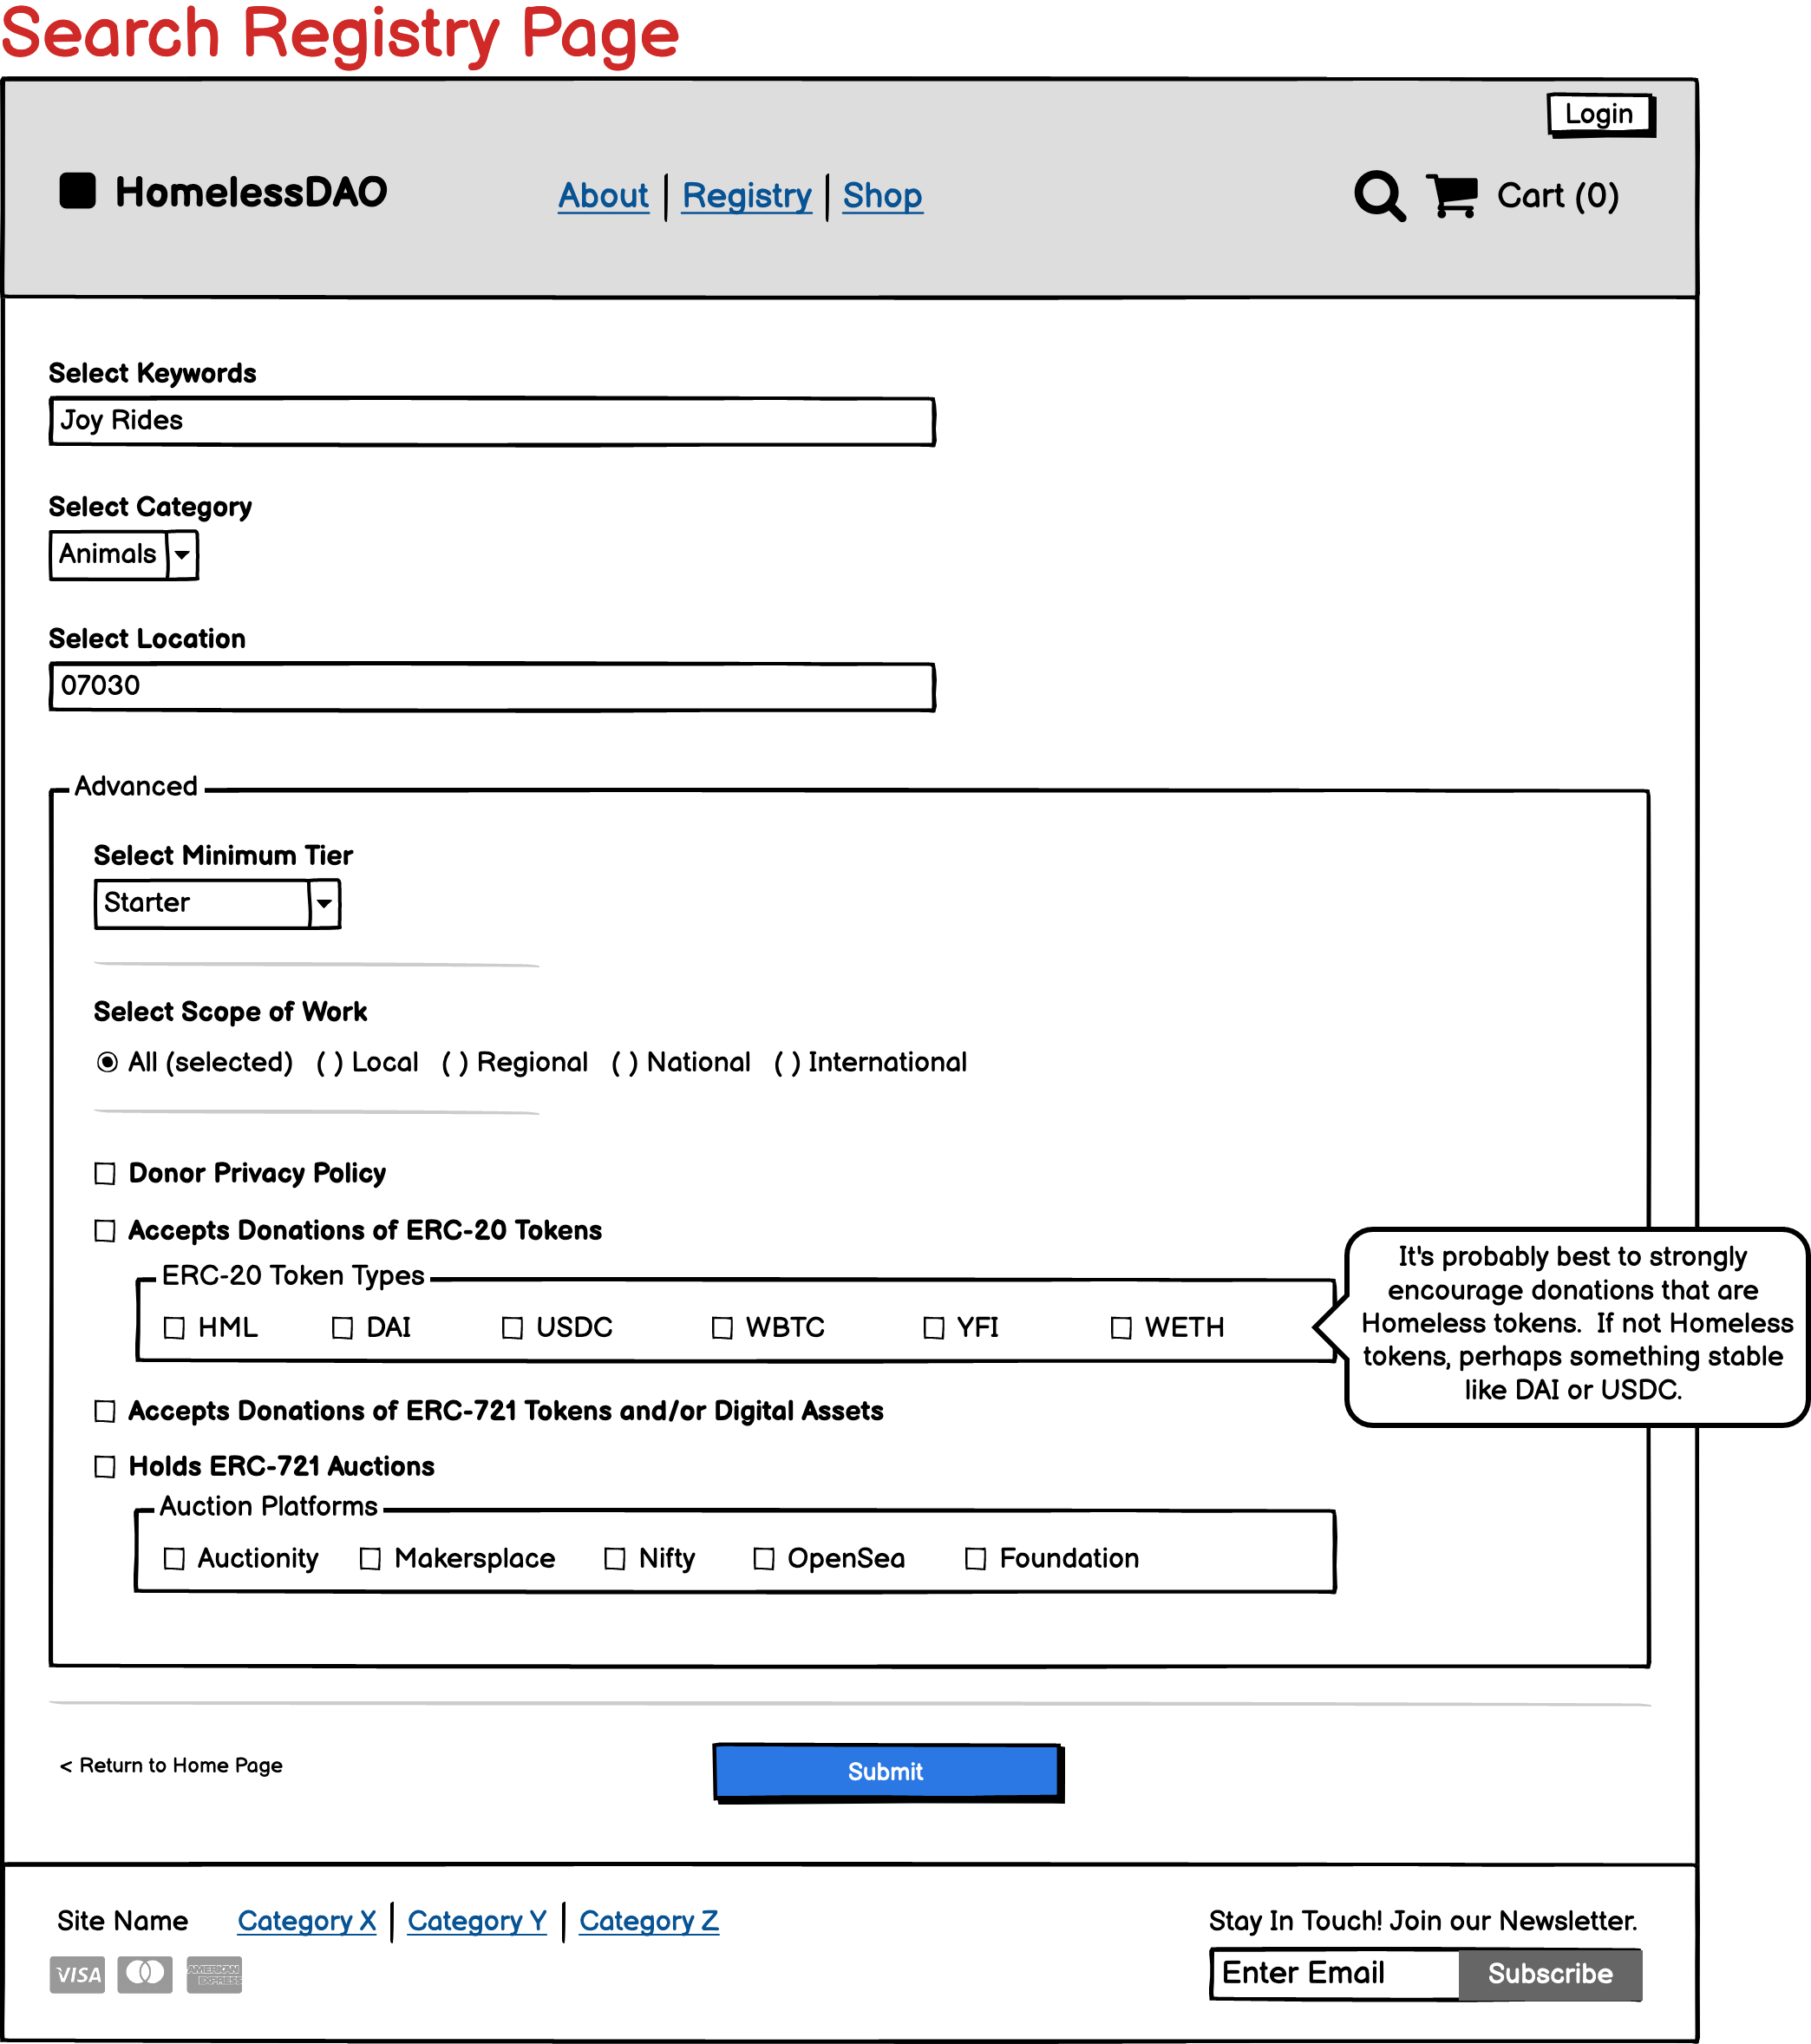 Search Registry Page
Login
HomelessDAO
About | Registry | Shop
Cart (0)
Select Keywords
Joy Rides
Select Category
Animals
Select Location
07030
Advanced
Select Minimum Tier
Starter
Select Scope of Work
All (selected) ( ) Local ( ) Regional ( ) National ( ) International
Donor Privacy Policy
Accepts Donations of ERC-20 Tokens
ERC-20 Token Types
HML DAI USDC WBTC YFI WETH
It's probably best to strongly
encourage donations that are
Homeless tokens. If not Homeless
tokens, perhaps something stable
like DAI or USDC.
Accepts Donations of ERC-721 Tokens and/or Digital Assets
Holds ERC-721 Auctions
Auction Platforms
Auctionity Makersplace Nifty OpenSea Foundation
< Return to Home Page
Submit
Site Name
Category X | Category Y | Category Z
VISA
AMERICAN
EXPRESS
Stay In Touch! Join our Newsletter.
Enter Email
Subscribe